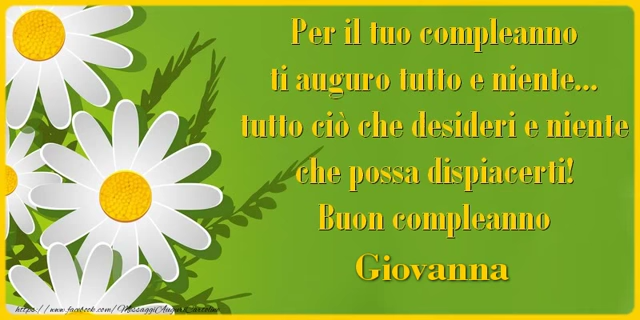 Per il tuo compleanno
ti auguro tutto e niente...
tutto ciò che desideri e niente
che possa dispiacerti!
Buon compleanno
Giovanna